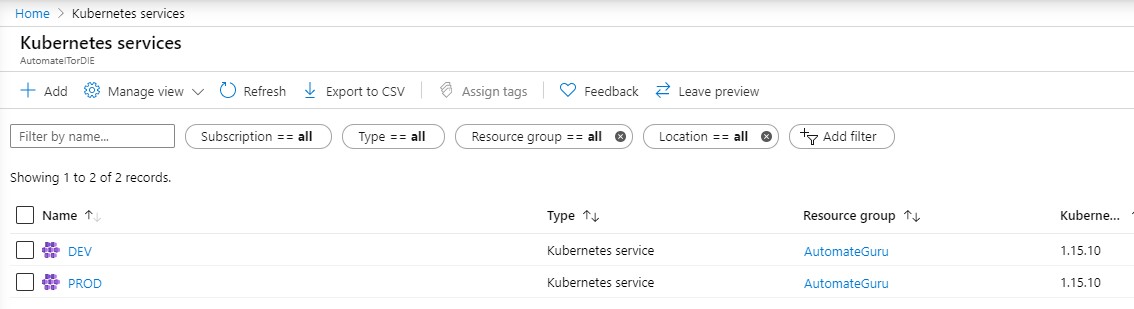 Home > Kubernetes services
Kubernetes services
AutomateITorDIE
Add Manage view Refresh Export to CSV Assign tags Feedback Leave preview
Filter by name... Subscription == all Type == all Resource group == all Location == all Add filter
Showing 1 to 2 of 2 records.
Name Type Resource group Kuberne...
DEV Kubernetes service AutomateGuru 1.15.10
PROD Kubernetes service AutomateGuru 1.15.10